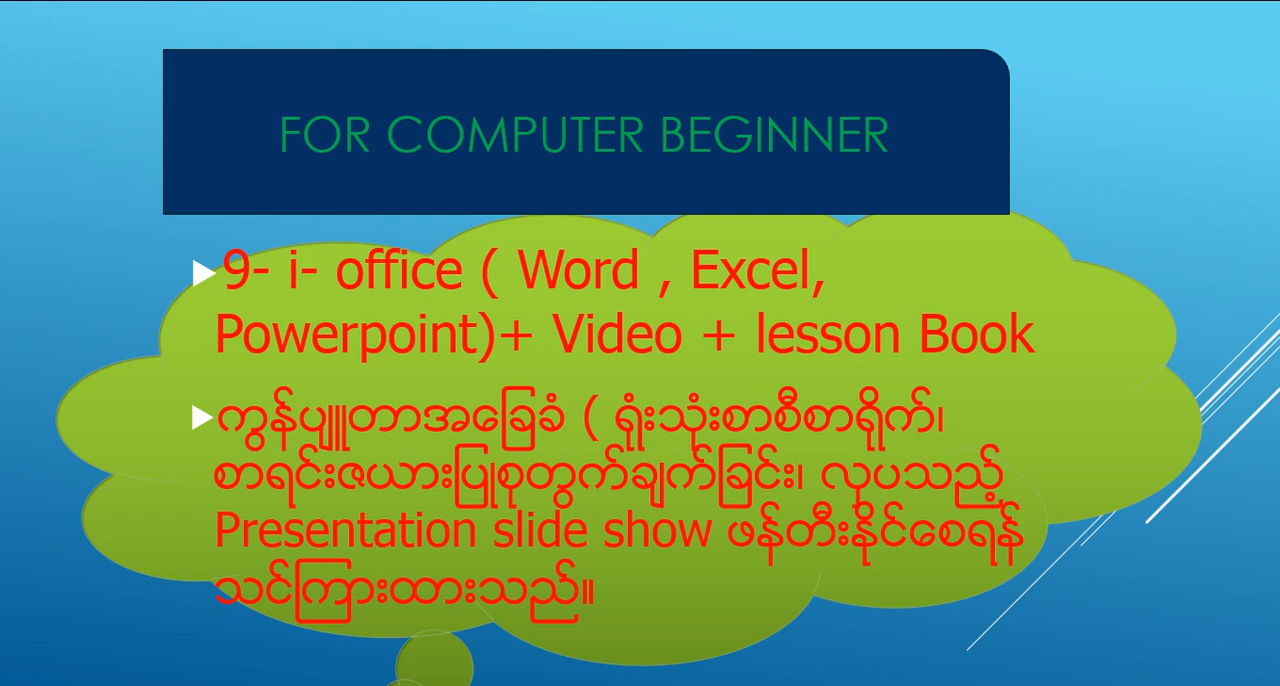 FOR COMPUTER BEGINNER
9- i- office ( Word , Excel,
Powerpoint)+ Video + lesson Book
ကွန်ပျူတာအခြေခံ ( ရုံးသုံးစာစီစာရိုက်၊
စာရင်းဇယားပြုစုတွက်ချက်ခြင်း၊ လှုပသည့်
Presentation slide show ဖန်တီးနိုင်စေရန်
သင်ကြားထားသည်။